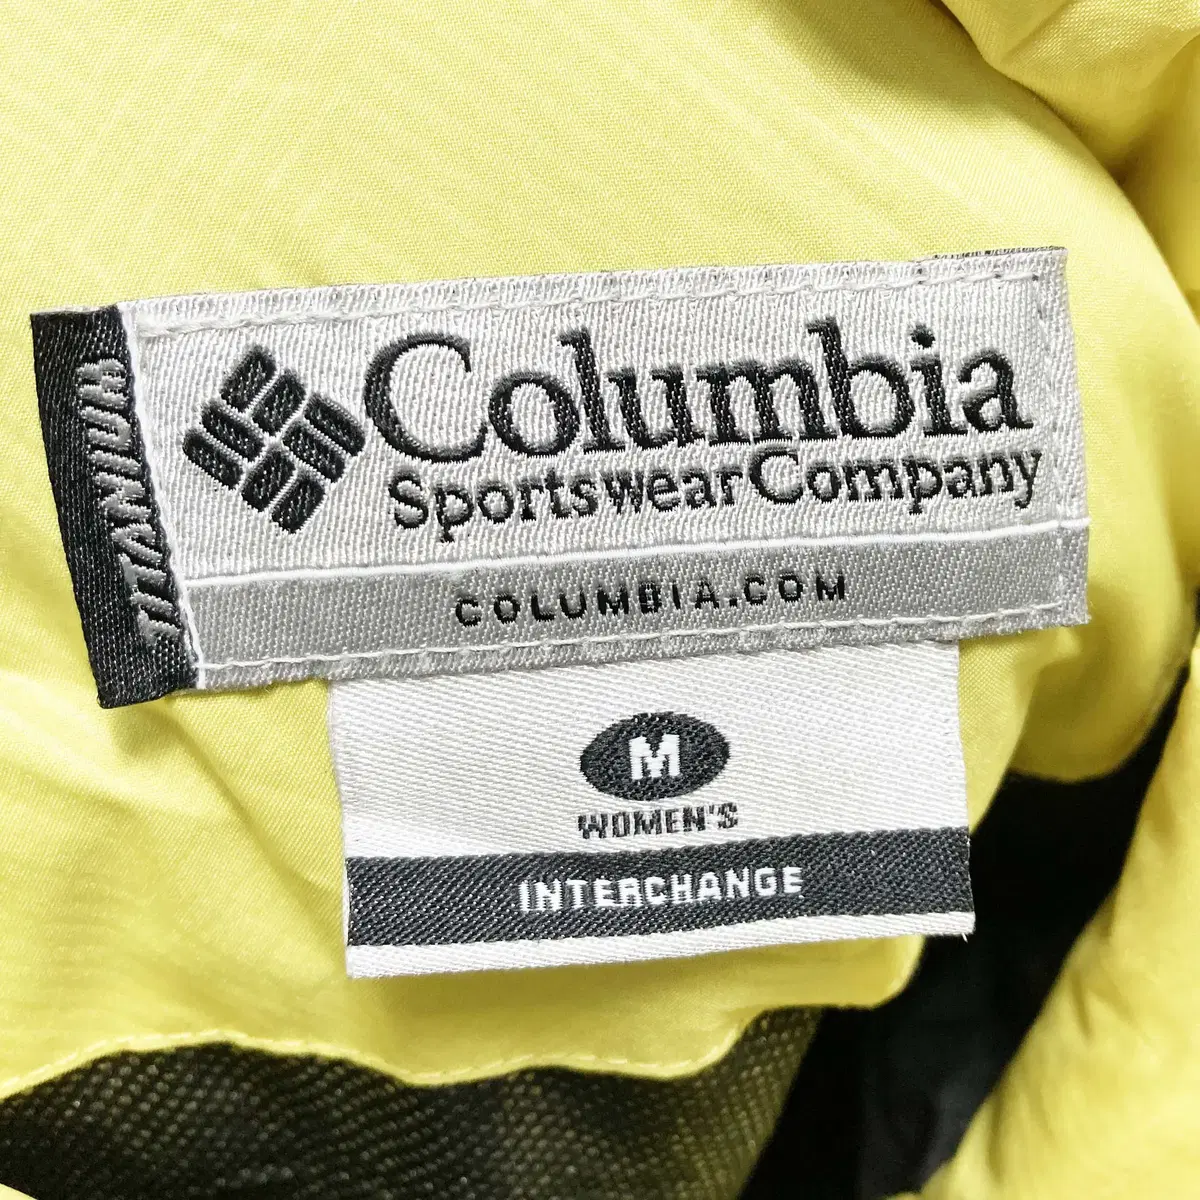 TITANIUM
Columbia
Sportswear Company
COLUMBIA.COM
M
WOMEN'S
INTERCHANGE